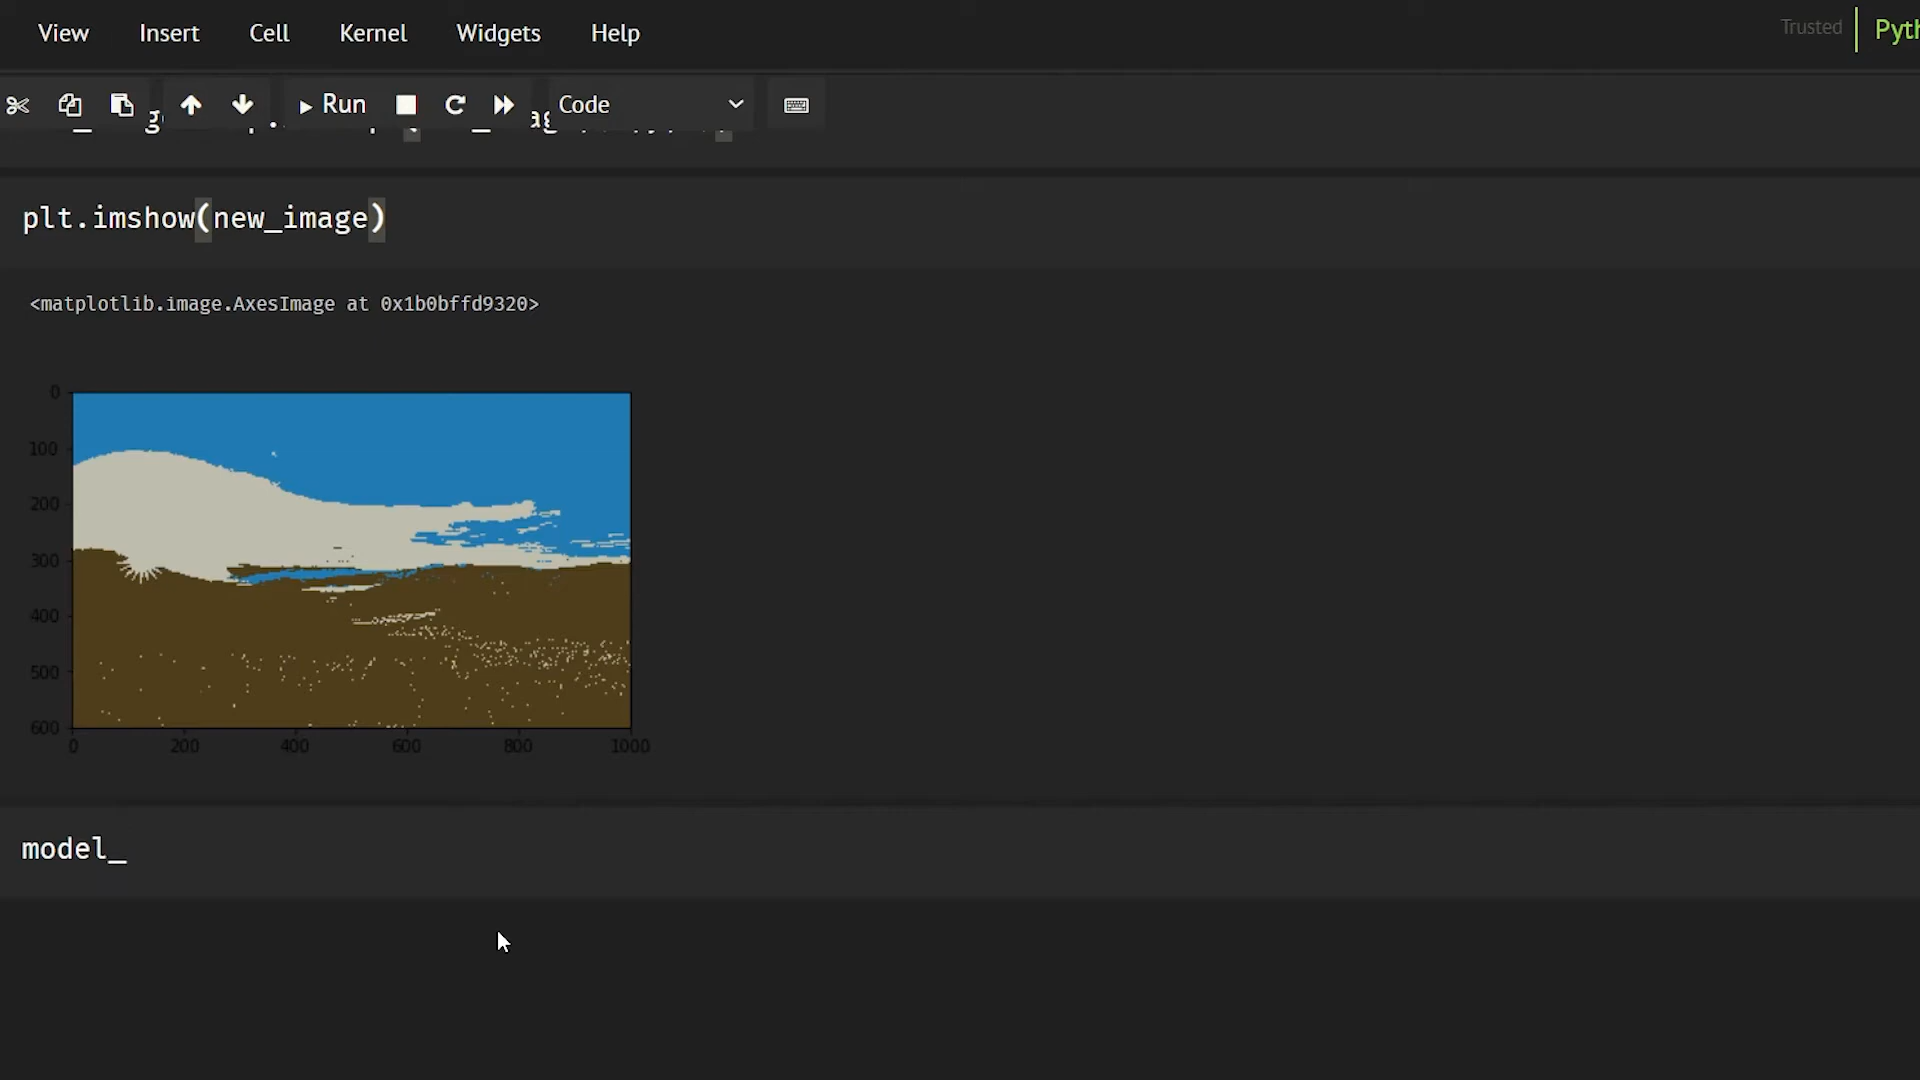 View Insert Cell Kernel Widgets Help Trusted Pyth
Run Code
plt.imshow(new_image)
<matplotlib.image.AxesImage at 0x1b0bffd9320>
0
100
200
300
400
500
600
0 200 400 600 800 1000
model_